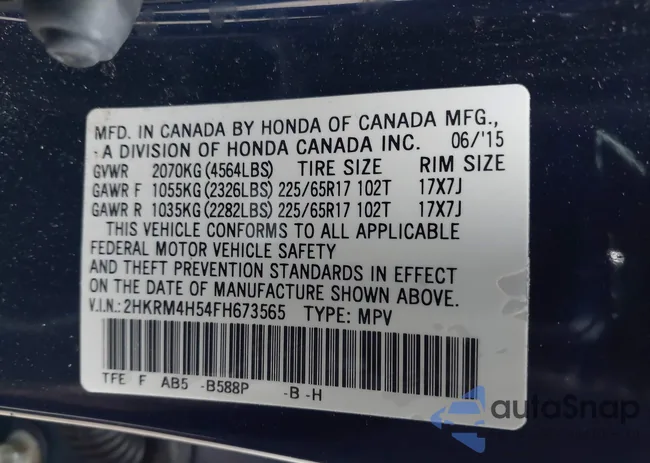 MFD. IN CANADA BY HONDA OF CANADA MFG.,
A DIVISION OF HONDA CANADA INC. 06/'15
GVWR 2070KG (4564LBS) TIRE SIZE RIM SIZE
GAWR F 1055KG (2326LBS) 225/65R17 102T 17X7J
GAWR R 1035KG (2282LBS) 225/65R17 102T 17X7J
THIS VEHICLE CONFORMS TO ALL APPLICABLE
FEDERAL MOTOR VEHICLE SAFETY
AND THEFT PREVENTION STANDARDS IN EFFECT
ON THE DATE OF MANUFACTURE SHOWN ABOVE.
V.I.N.:2HKRM4H54FH673565 TYPE: MPV
TFE F AB5 -B588P -B -H
autoSnap